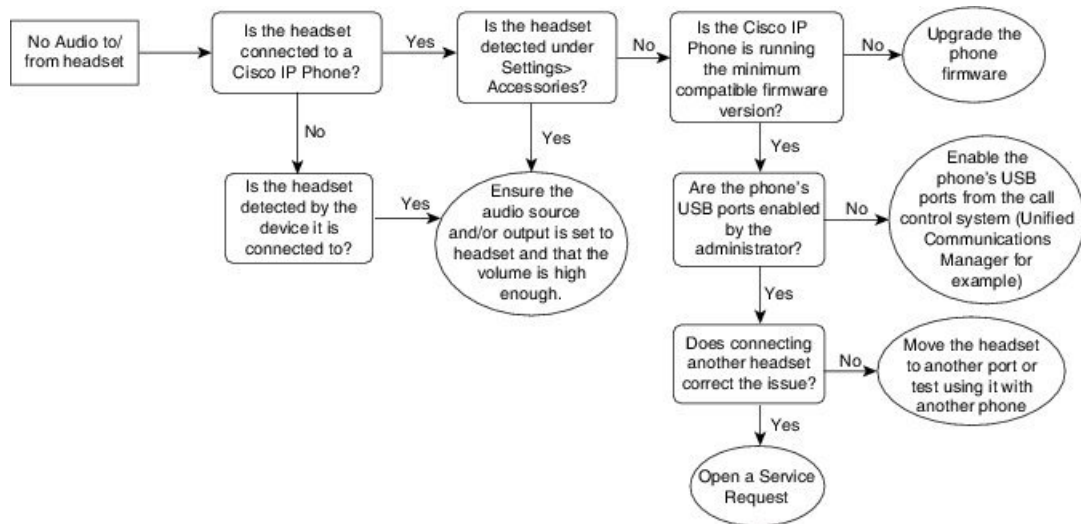 No Audio to/
from headset
Is the headset
connected to a
Cisco IP Phone?
Yes
Is the headset
detected under
Settings>
Accessories?
No
Is the Cisco IP
Phone is running
the minimum
compatible firmware
version?
No
Upgrade the
phone
firmware
No
Yes
Yes
Is the headset
detected by the
device it is
connected to?
Yes
Ensure the
audio source
and/or output is set to
headset and that the
volume is high
enough.
Are the phone's
USB ports enabled
by the
administrator?
No
Enable the
phone's USB
ports from the call
control system (Unified
Communications
Manager for
example)
Yes
Does connecting
another headset
correct the issue?
No
Move the headset
to another port or
test using it with
another phone
Yes
Open a Service
Request